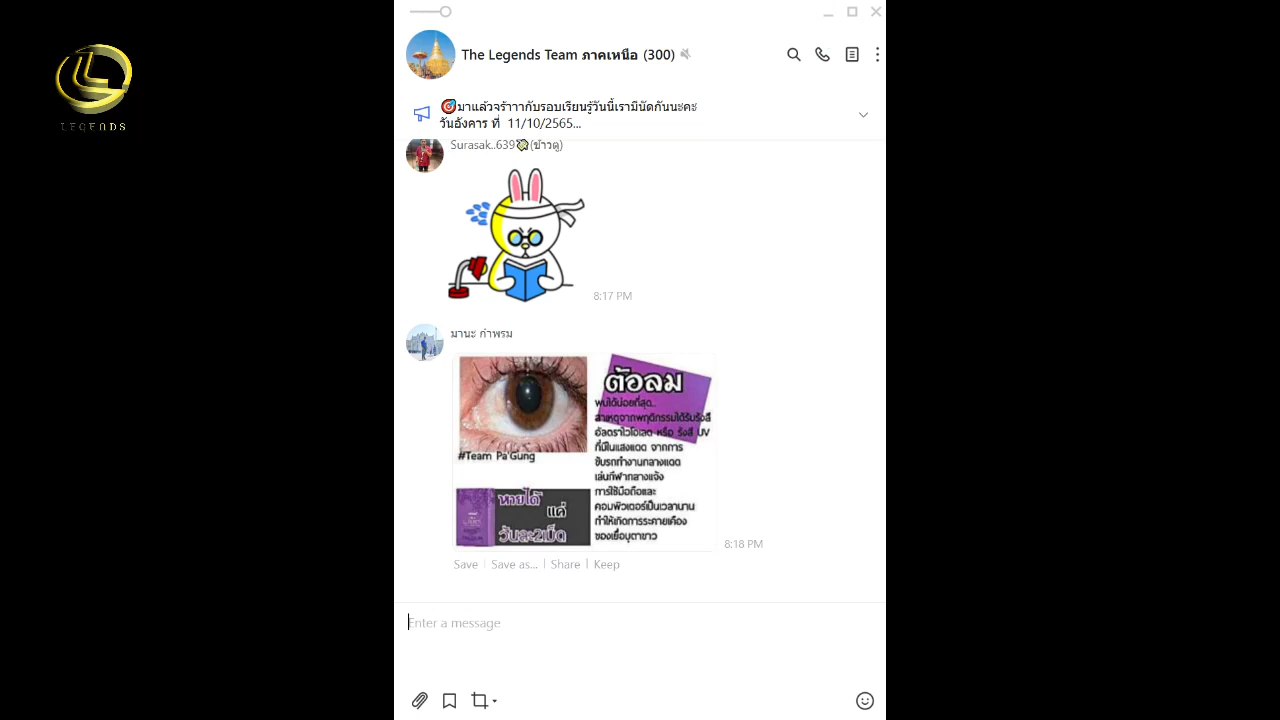 LEGENDS
The Legends Team ภาคเหนือ (300)
🎯มาแล้วจร้าาากับรอบเรียนรู้วันนี้เรามีนัดกันนะคะ
วันอังคาร ที่ 11/10/2565...
Surasak..639 (ข้าวตู)
8:17 PM
มานะ กำพรม
ต้อลม
พบได้บ่อยที่สุด..
สาเหตุจากพฤติกรรมได้รับรังสี
อัลตราไวโอเลต หรือ รังสี UV
ที่มีในแสงแดด จากการ
ขับรถทำงานกลางแดด
เล่นกีฬากลางแจ้ง
การใช้มือถือและ
คอมพิวเตอร์เป็นเวลานาน
ทำให้เกิดการระคายเคือง
ของเยื่อบุตาขาว
#Team Pa'Gung
หายได้
แค่
วันละ2เม็ด
8:18 PM
Save | Save as... | Share | Keep
Enter a message